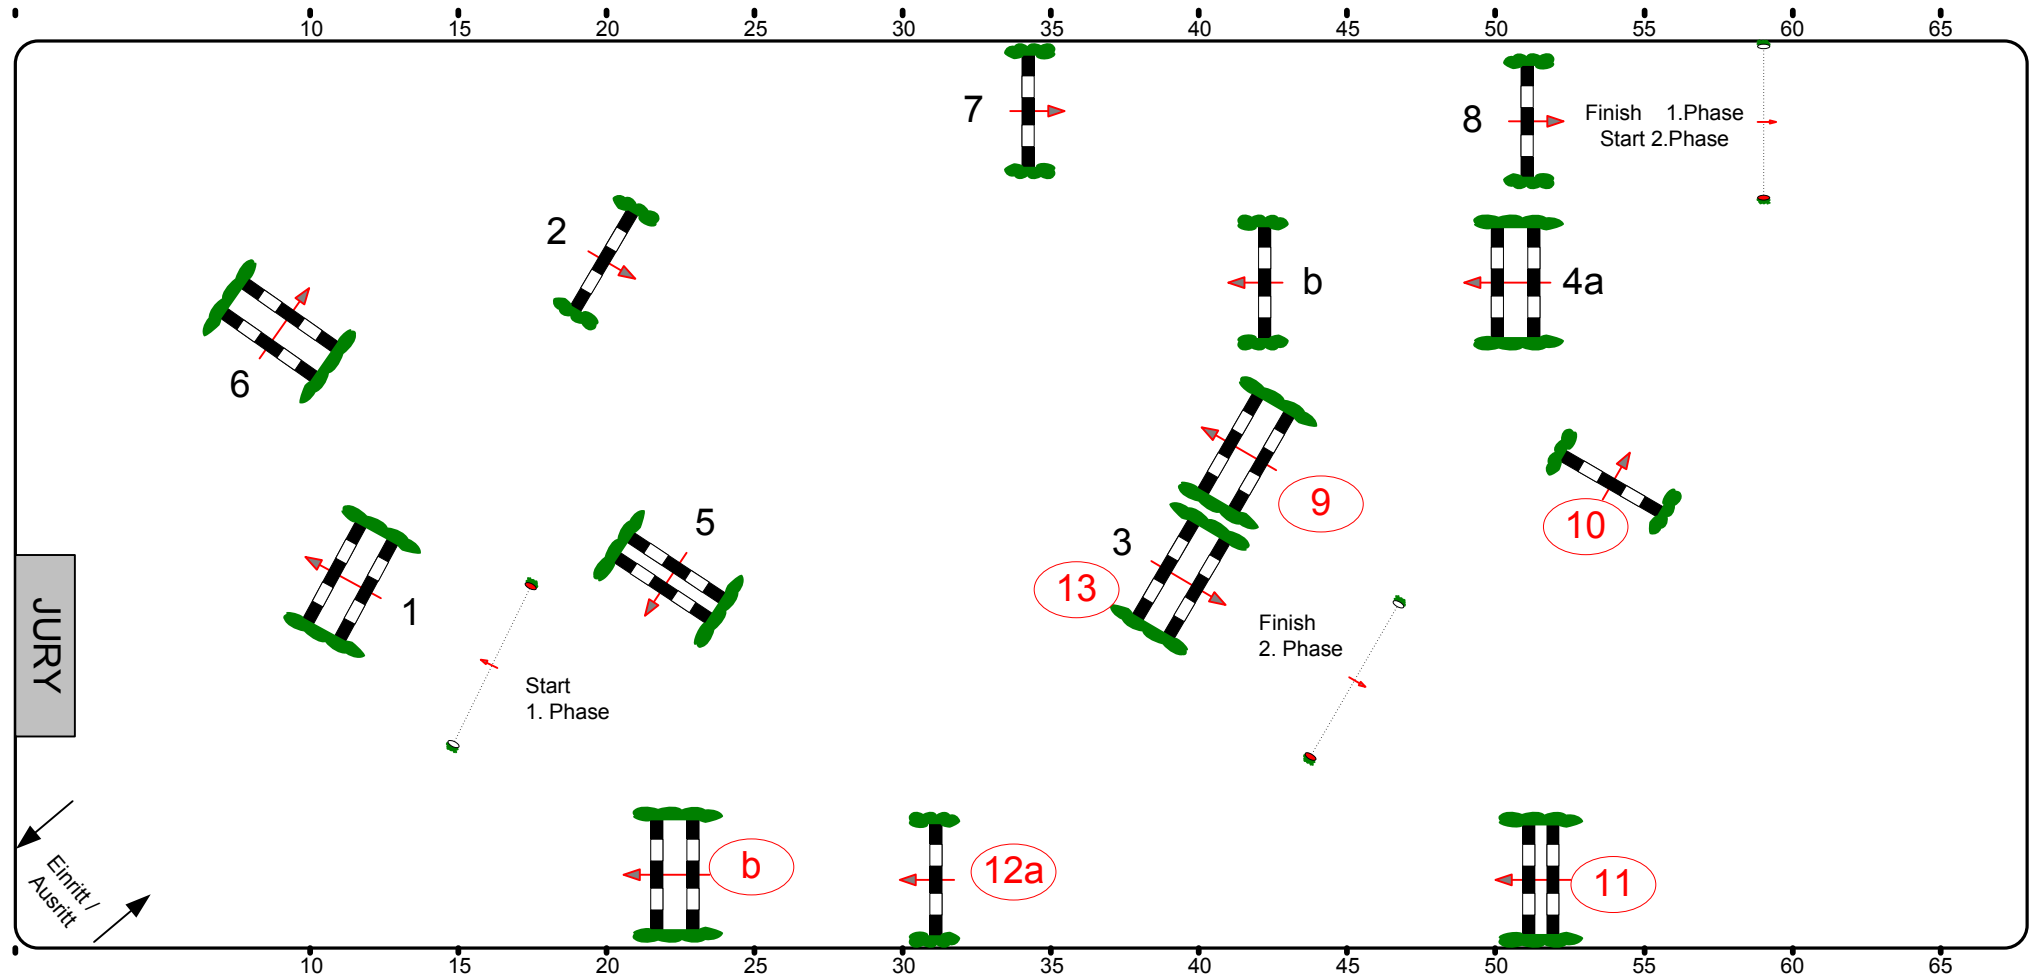 10 15 20 25 30 35 40 45 50 55 60 65
7
8
Finish 1.Phase
Start 2.Phase
2
b
4a
6
9
5
10
3
13
1
Finish
2. Phase
JURY
Start
1. Phase
b
12a
11
Einritt /
Ausritt
10 15 20 25 30 35 40 45 50 55 60 65